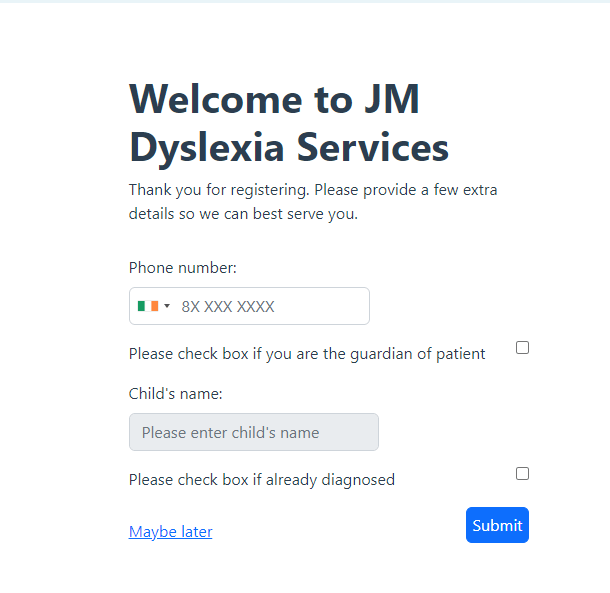 Welcome to JM
Dyslexia Services
Thank you for registering. Please provide a few extra
details so we can best serve you.
Phone number:
8X XXX XXXX
Please check box if you are the guardian of patient
Child's name:
Please enter child's name
Please check box if already diagnosed
Maybe later
Submit